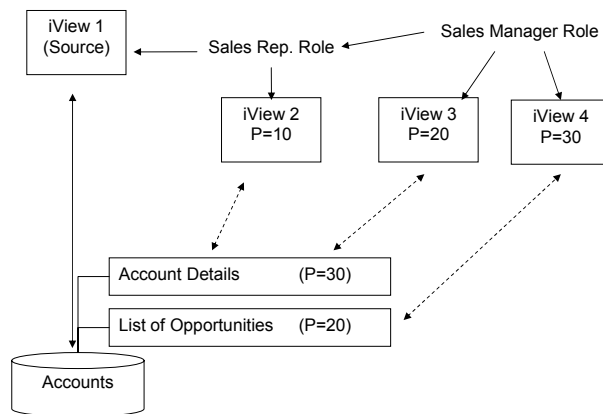 iView 1
(Source)
Sales Rep. Role
Sales Manager Role
iView 2
P=10
iView 3
P=20
iView 4
P=30
Account Details (P=30)
List of Opportunities (P=20)
Accounts